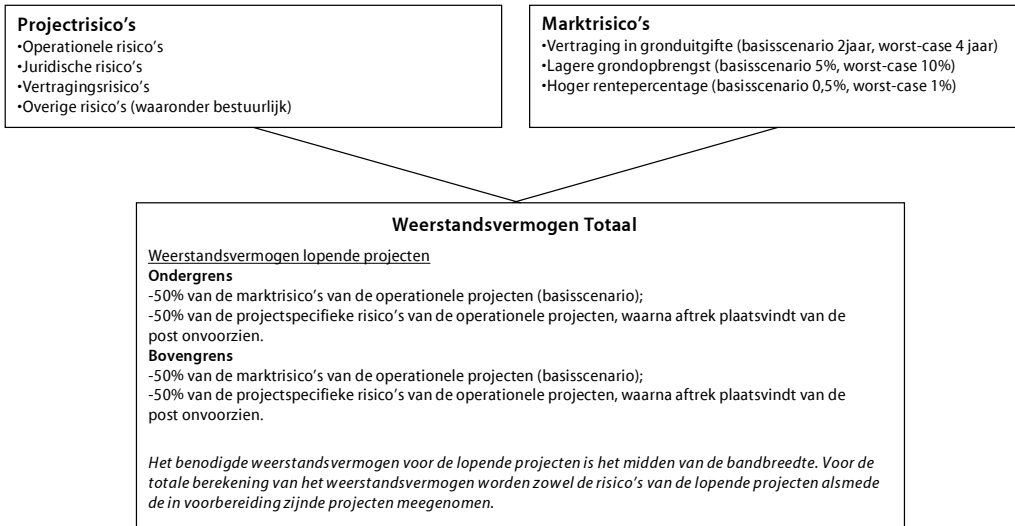 Projectrisico's
•Operationele risico's
•Juridische risico's
•Vertragingsrisico's
•Overige risico's (waaronder bestuurlijk)
Marktrisico's
•Vertraging in gronduitgifte (basisscenario 2jaar, worst-case 4 jaar)
•Lagere grondopbrengst (basisscenario 5%, worst-case 10%)
•Hoger rentepercentage (basisscenario 0,5%, worst-case 1%)
Weerstandsvermogen Totaal
Weerstandsvermogen lopende projecten
Ondergrens
-50% van de marktrisico's van de operationele projecten (basisscenario);
-50% van de projectspecifieke risico's van de operationele projecten, waarna aftrek plaatsvindt van de
post onvoorzien.
Bovengrens
-50% van de marktrisico's van de operationele projecten (basisscenario);
-50% van de projectspecifieke risico's van de operationele projecten, waarna aftrek plaatsvindt van de
post onvoorzien.
Het benodigde weerstandsvermogen voor de lopende projecten is het midden van de bandbreedte. Voor de
totale berekening van het weerstandsvermogen worden zowel de risico's van de lopende projecten alsmede
de in voorbereiding zijnde projecten meegenomen.